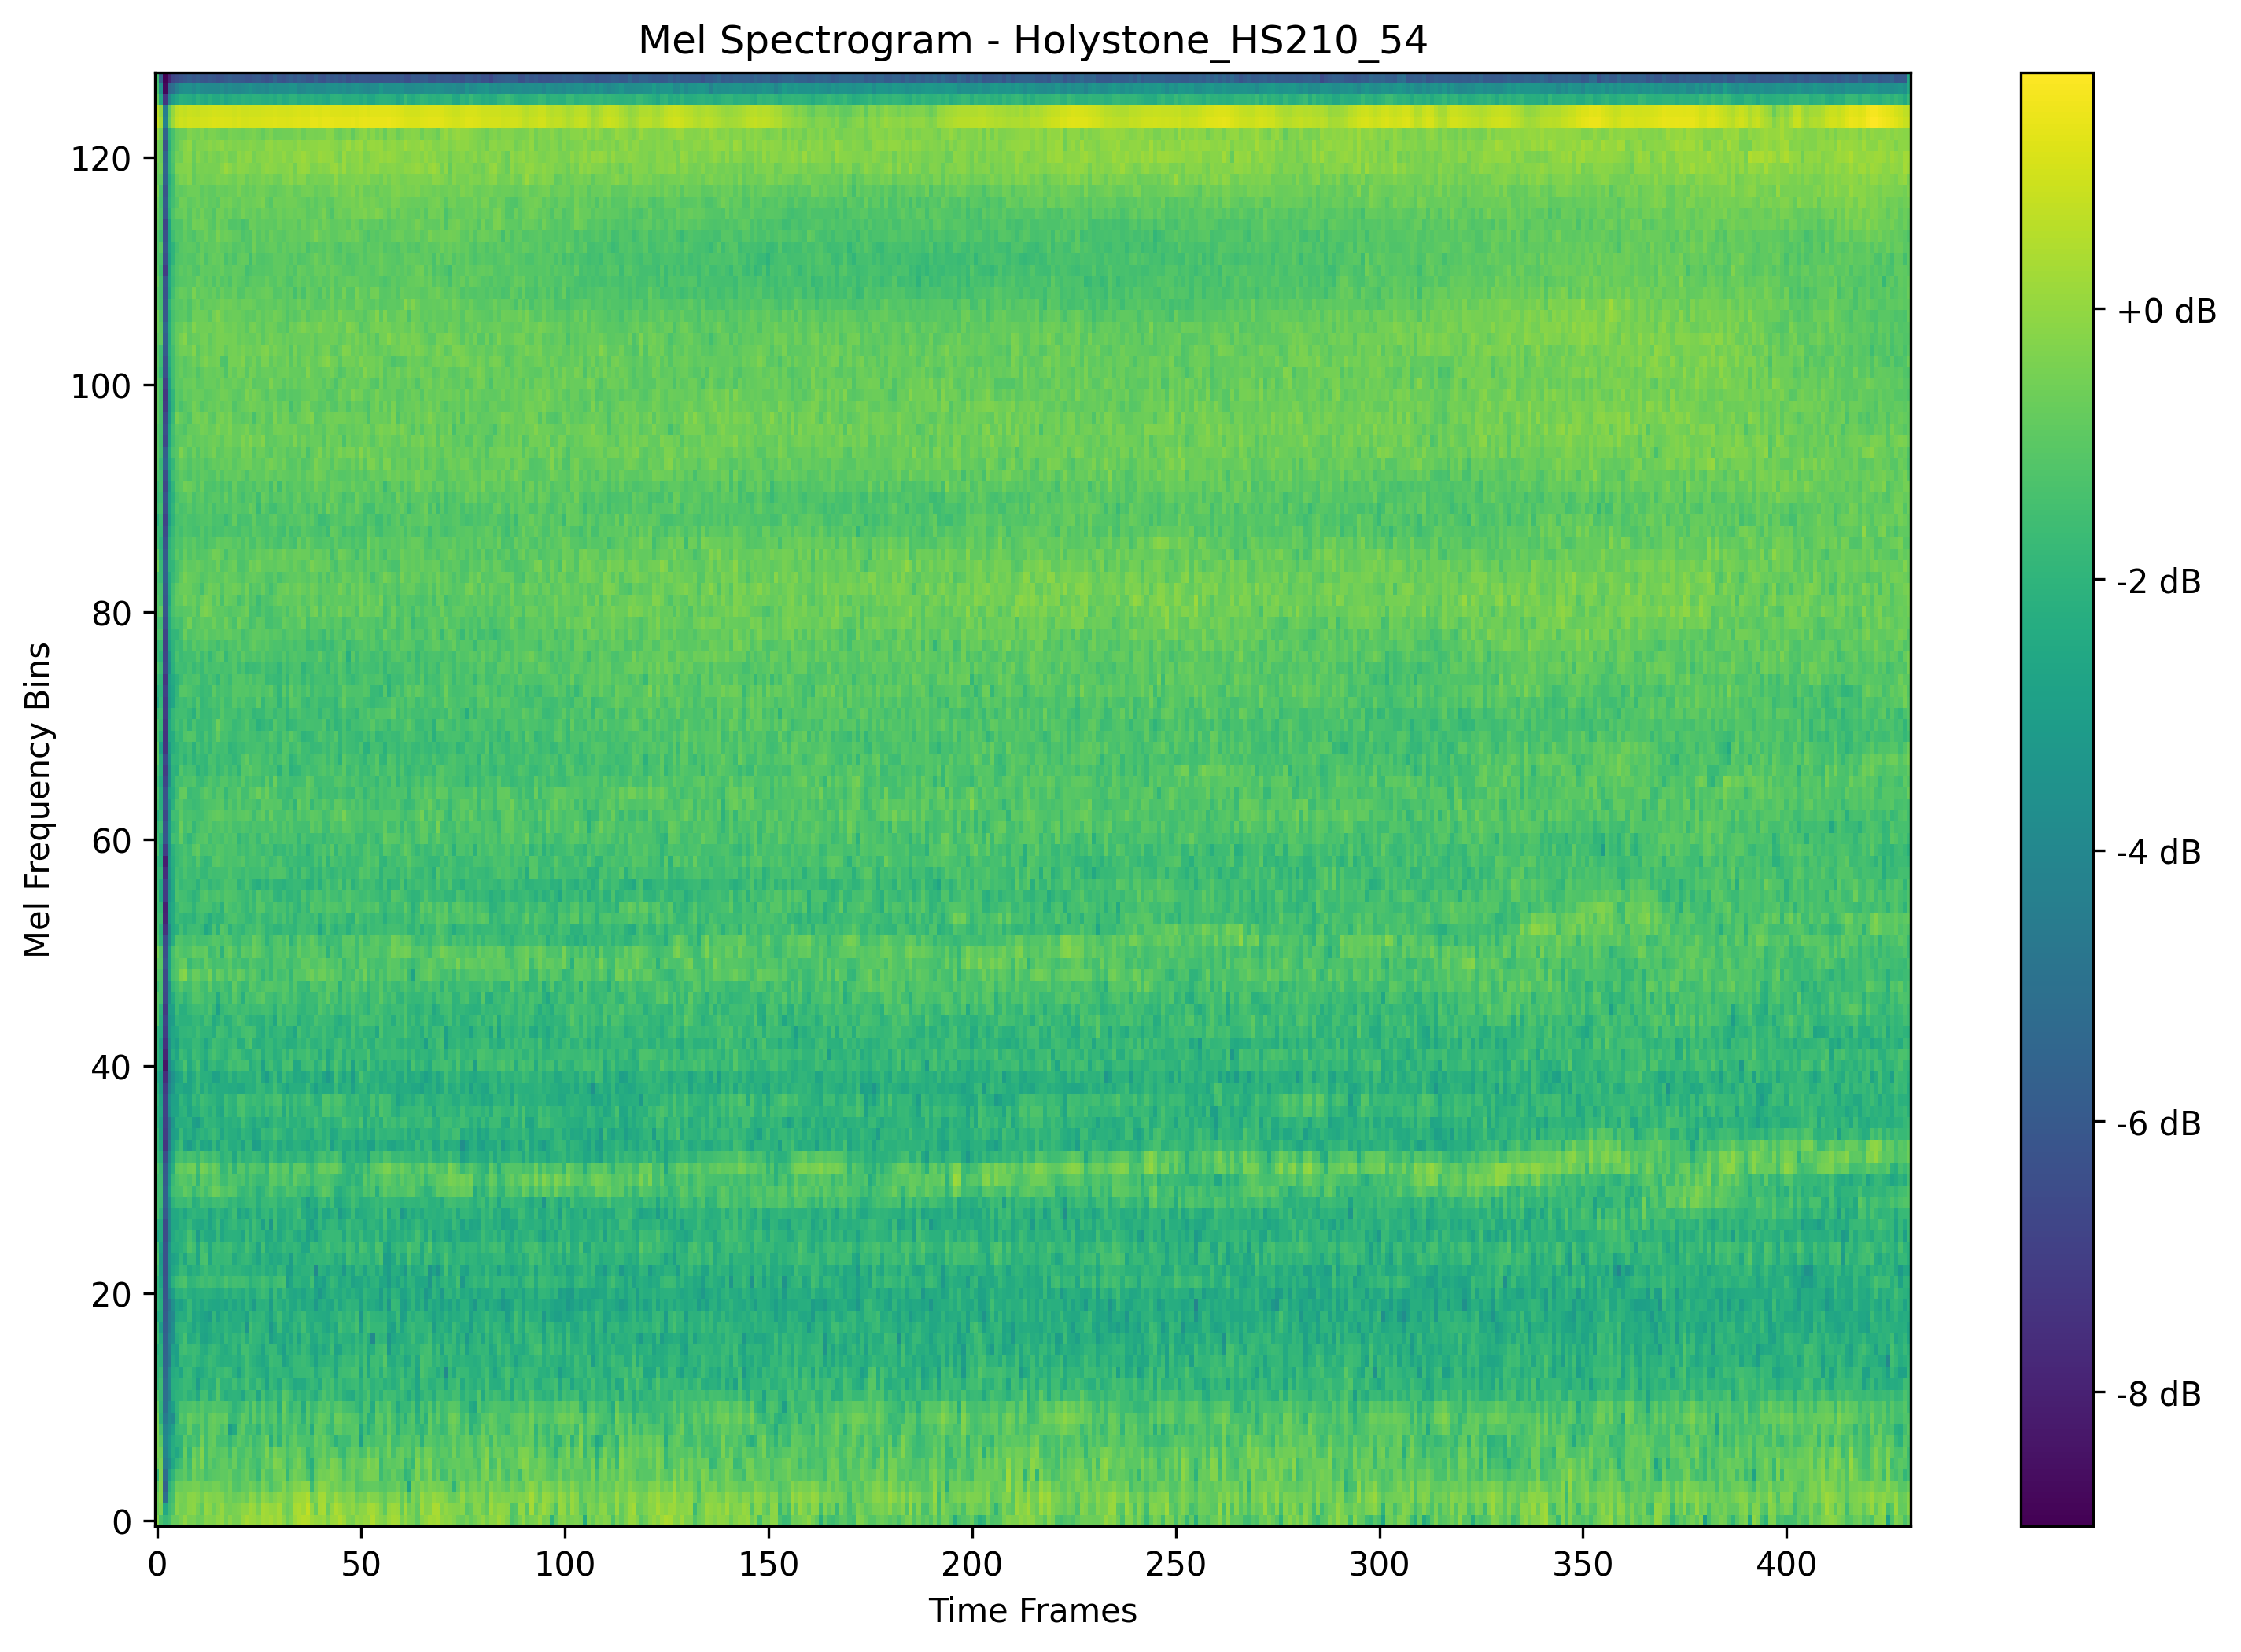 Mel Spectrogram - Holystone_HS210_54
Mel Frequency Bins
120
100
80
60
40
20
0
0 50 100 150 200 250 300 350 400
Time Frames
+0 dB
-2 dB
-4 dB
-6 dB
-8 dB